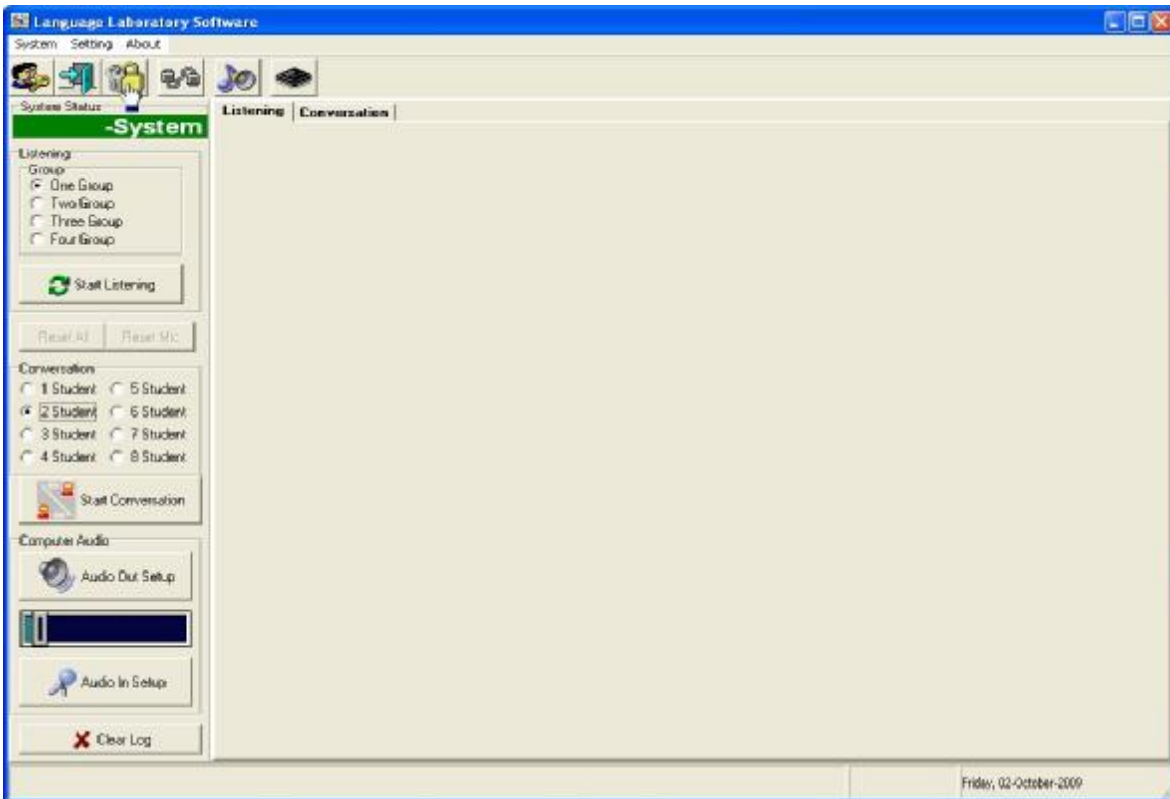 Language Laboratory Software
System Setting About
System Status
-System
Listening Conversation
Listening
Group
One Group
Two Group
Three Group
Four Group
Start Listening
Reset All Reset Mic
Conversation
1 Student 5 Student
2 Student 6 Student
3 Student 7 Student
4 Student 8 Student
Start Conversation
Computer Audio
Audio Out Setup
Audio In Setup
Clear Log
Friday, 02-October-2009